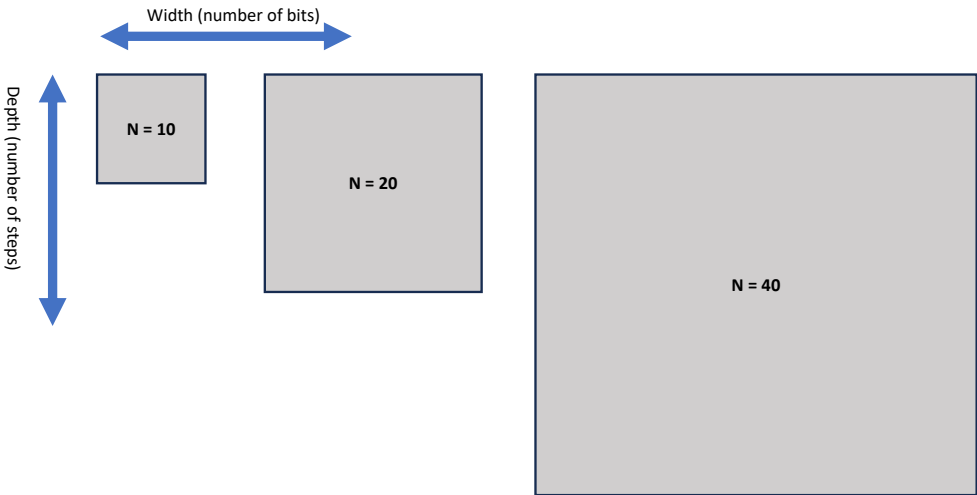 Width (number of bits)
Depth (number of steps)
N = 10
N = 20
N = 40